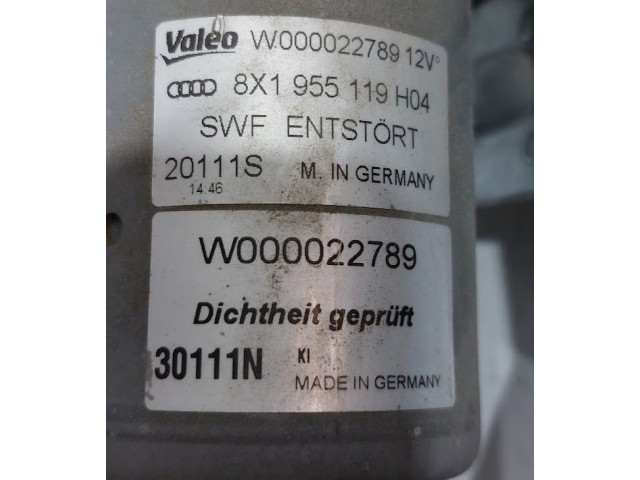 Valeo W000022789 12V°
8X1 955 119 H04
SWF ENTSTÖRT
20111S M. IN GERMANY
14:46
W000022789
Dichtheit geprüft
30111N KI
MADE IN GERMANY